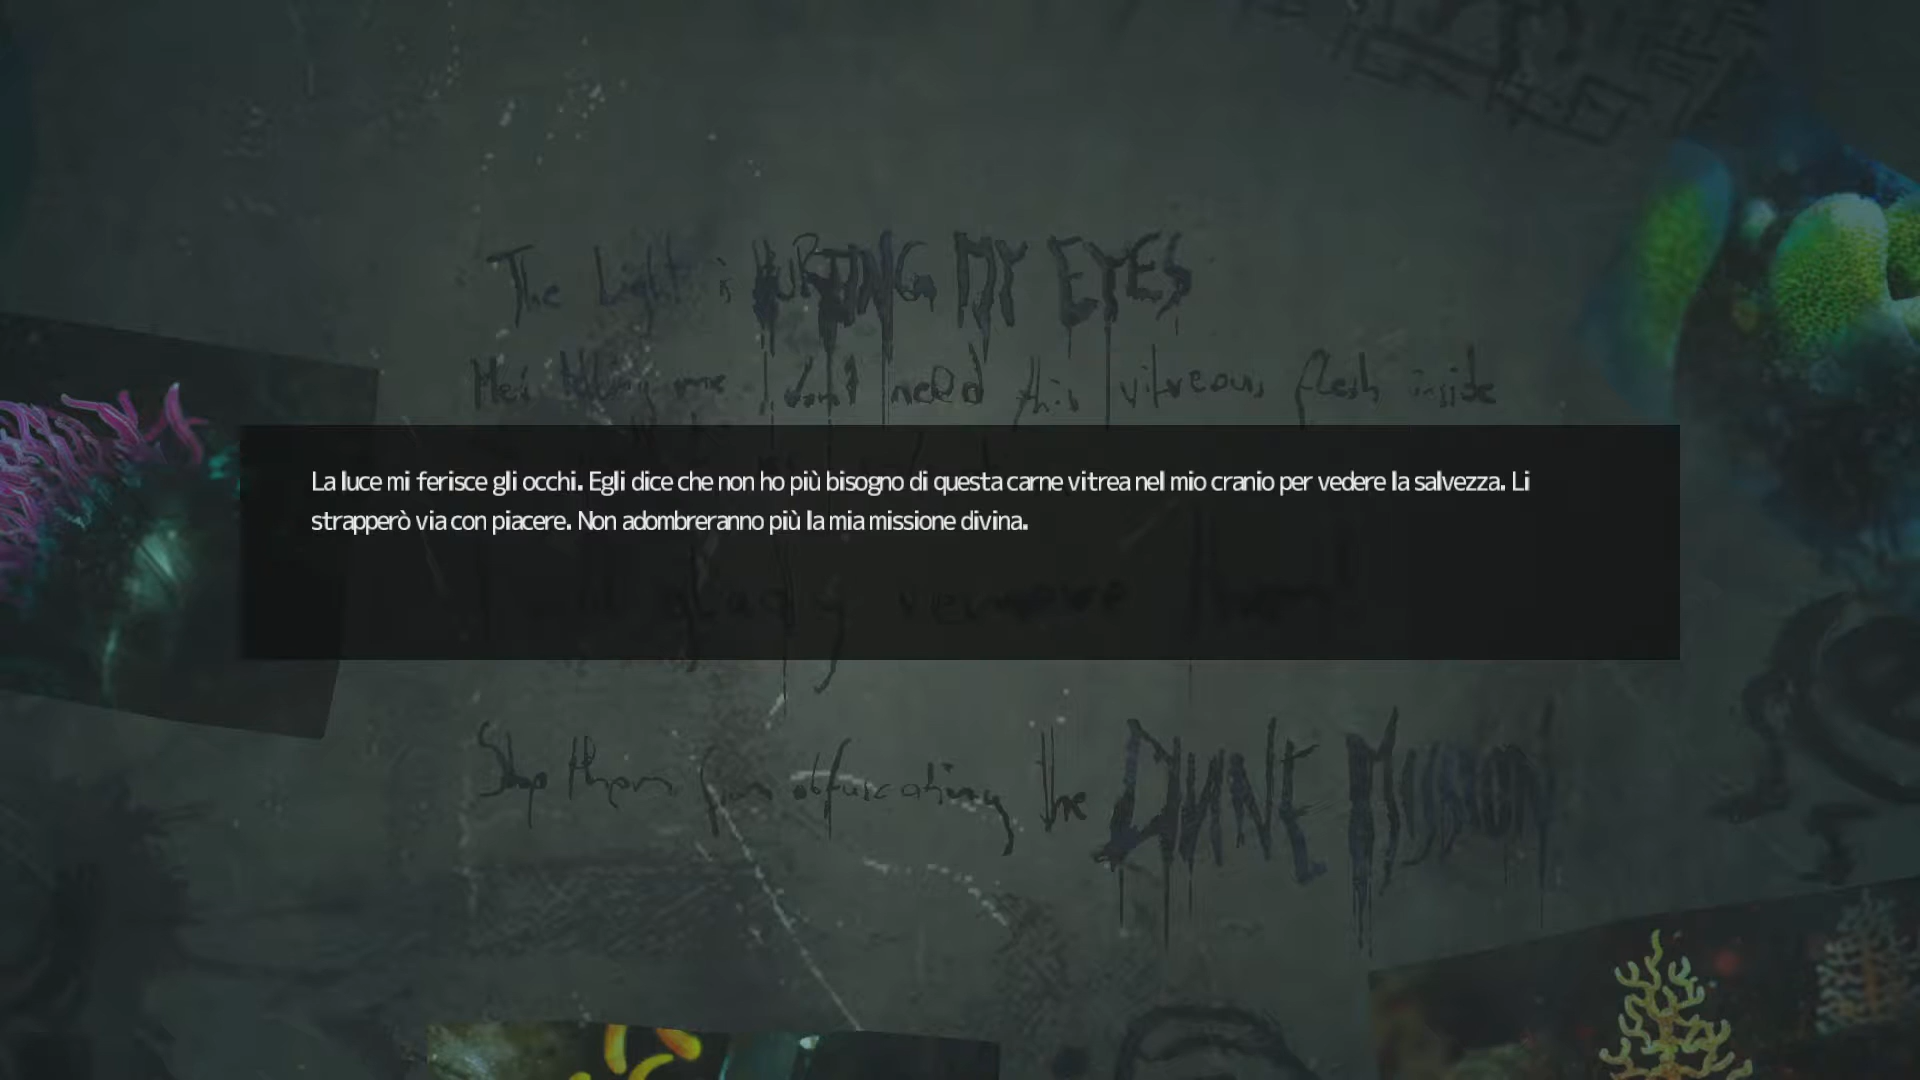 The Light is HURTING MY EYES
He's telling me I don't need this vitreous flesh inside
La luce mi ferisce gli occhi. Egli dice che non ho più bisogno di questa carne vitrea nel mio cranio per vedere la salvezza. Li
strapperò via con piacere. Non adombreranno più la mia missione divina.
gladly remove them
Stop them from obfuscating the DIVINE MISSION